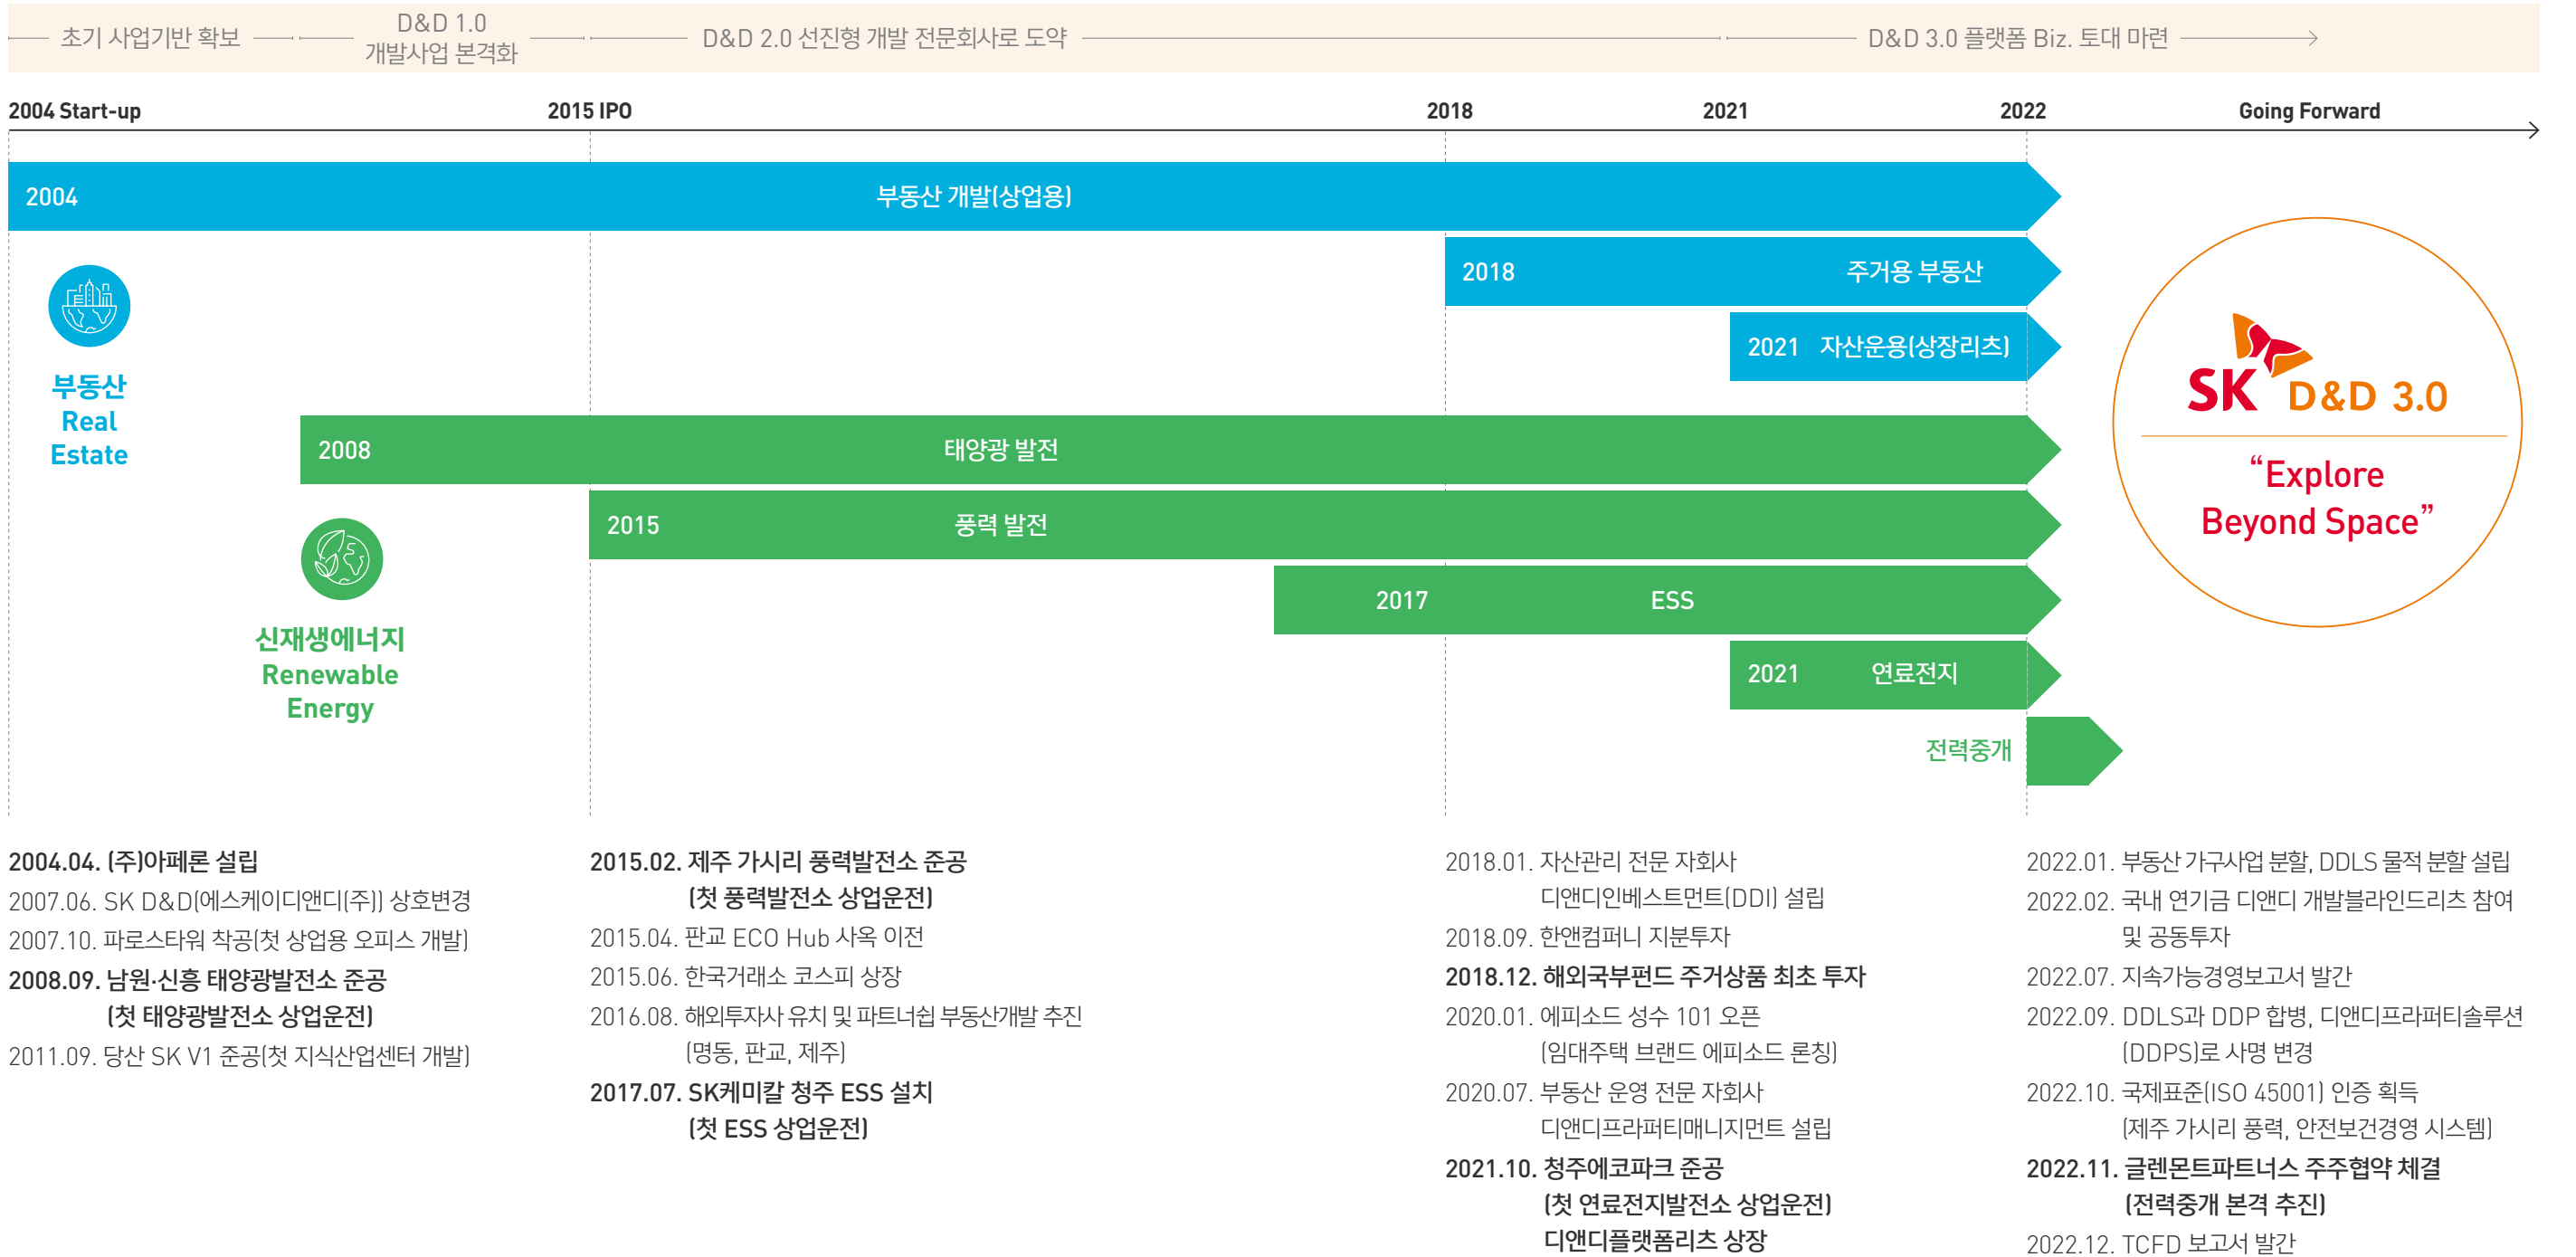 초기 사업기반 확보
D&D 1.0
개발사업 본격화
D&D 2.0 선진형 개발 전문회사로 도약
D&D 3.0 플랫폼 Biz. 토대 마련
2004 Start-up
2015 IPO
2018
2021
2022
Going Forward
2004
부동산 개발(상업용)
2018
주거용 부동산
2021
자산운용(상장리츠)
부동산
Real
Estate
2008
태양광 발전
2015
풍력 발전
2017
ESS
2021
연료전지
전력중개
신재생에너지
Renewable
Energy
SK D&D 3.0
“Explore
Beyond Space”
2004.04. (주)아페론 설립
2007.06. SK D&D(에스케이디앤디(주)) 상호변경
2007.10. 파로스타워 착공(첫 상업용 오피스 개발)
2008.09. 남원·신흥 태양광발전소 준공
(첫 태양광발전소 상업운전)
2011.09. 당산 SK V1 준공(첫 지식산업센터 개발)
2015.02. 제주 가시리 풍력발전소 준공
(첫 풍력발전소 상업운전)
2015.04. 판교 ECO Hub 사옥 이전
2015.06. 한국거래소 코스피 상장
2016.08. 해외투자사 유치 및 파트너쉽 부동산개발 추진
(명동, 판교, 제주)
2017.07. SK케미칼 청주 ESS 설치
(첫 ESS 상업운전)
2018.01. 자산관리 전문 자회사
디앤디인베스트먼트(DDI) 설립
2018.09. 한앤컴퍼니 지분투자
2018.12. 해외국부펀드 주거상품 최초 투자
2020.01. 에피소드 성수 101 오픈
(임대주택 브랜드 에피소드 론칭)
2020.07. 부동산 운영 전문 자회사
디앤디프라퍼티매니지먼트 설립
2021.10. 청주에코파크 준공
(첫 연료전지발전소 상업운전)
디앤디플랫폼리츠 상장
2022.01. 부동산 가구사업 분할, DDLS 물적 분할 설립
2022.02. 국내 연기금 디앤디 개발블라인드리츠 참여
및 공동투자
2022.07. 지속가능경영보고서 발간
2022.09. DDLS과 DDP 합병, 디앤디프라퍼티솔루션
(DDPS)로 사명 변경
2022.10. 국제표준(ISO 45001) 인증 획득
(제주 가시리 풍력, 안전보건경영 시스템)
2022.11. 글렌몬트파트너스 주주협약 체결
(전력중개 본격 추진)
2022.12. TCFD 보고서 발간